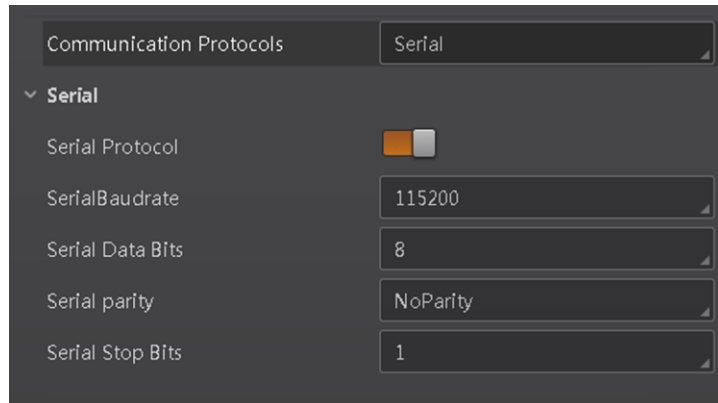 Communication Protocols Serial
Serial
Serial Protocol
SerialBaudrate 115200
Serial Data Bits 8
Serial parity NoParity
Serial Stop Bits 1